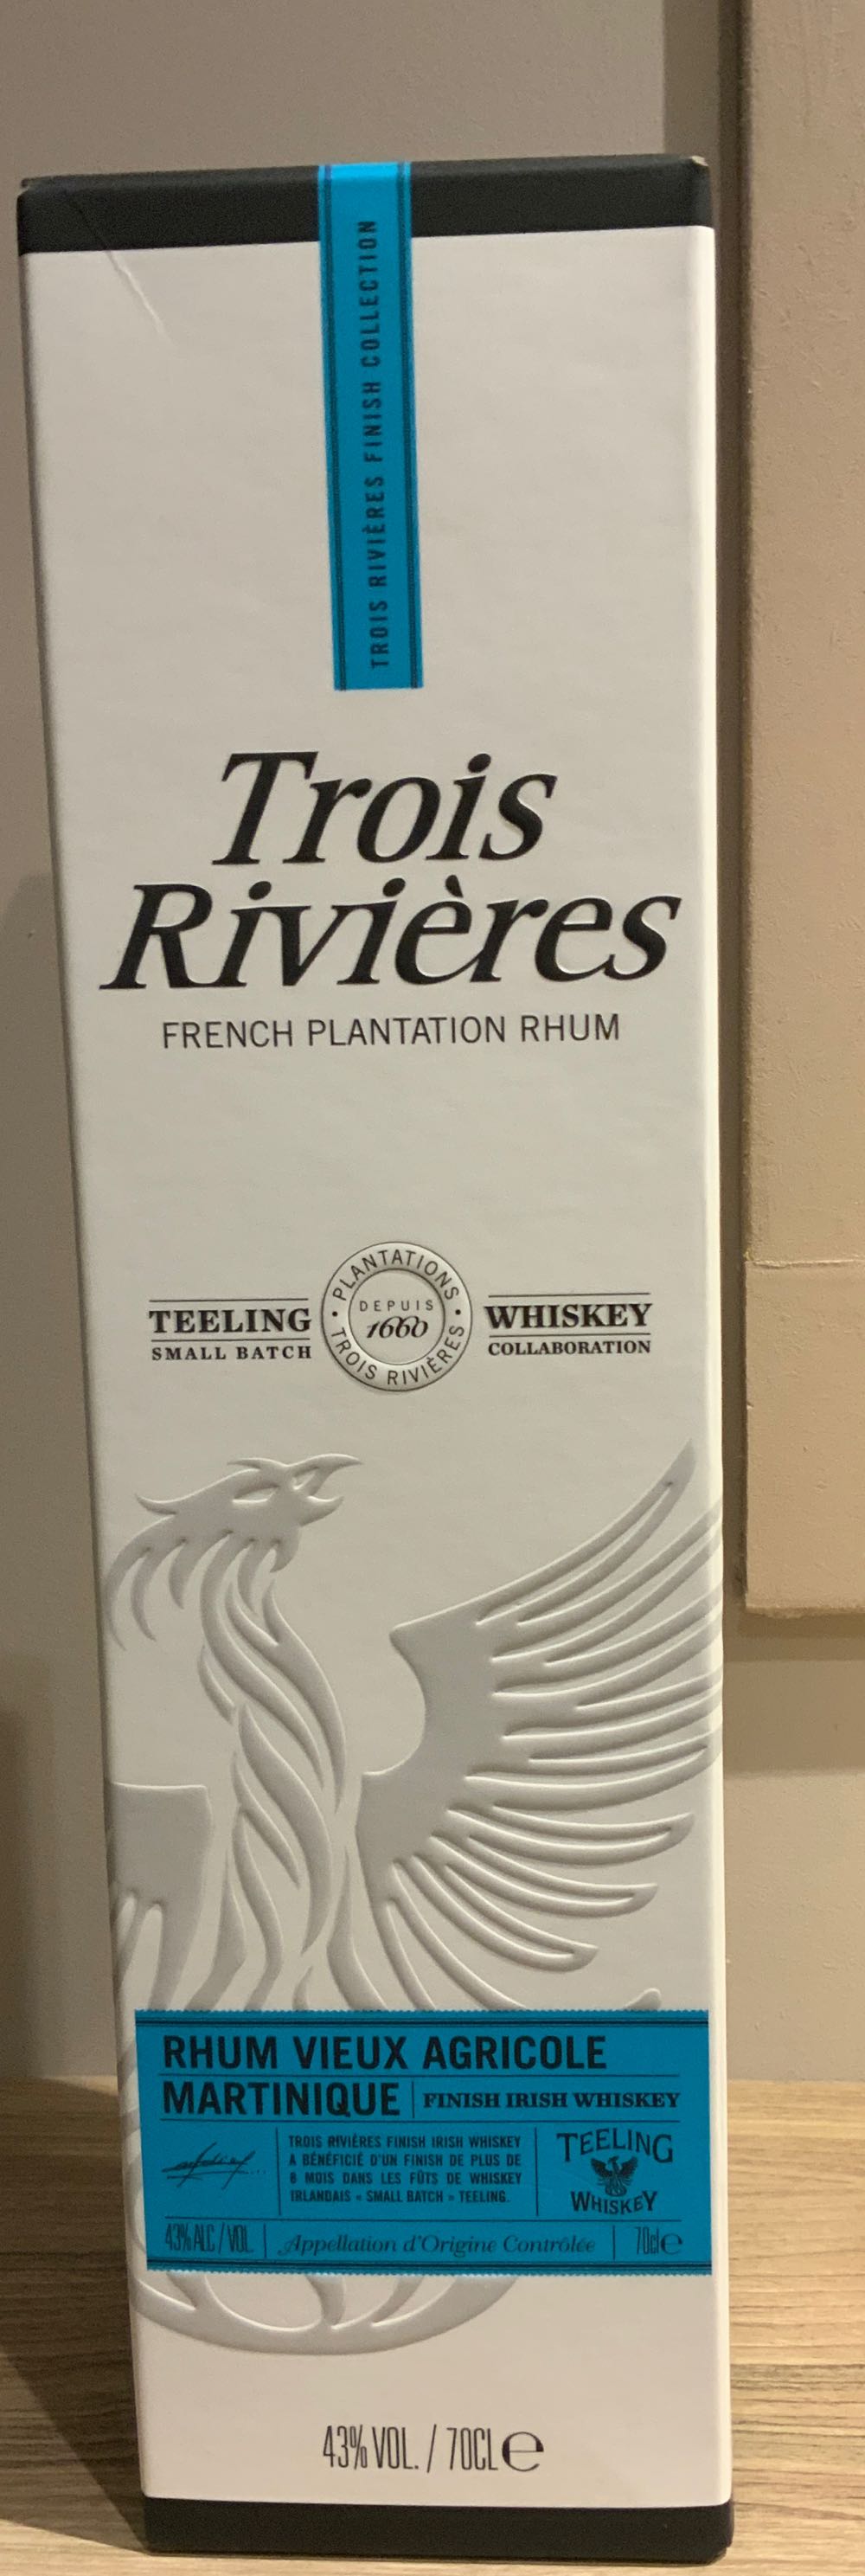 TROIS RIVIÈRES FINISH COLLECTION
Trois
Rivières
FRENCH PLANTATION RHUM
TEELING
SMALL BATCH
PLANTATIONS
DEPUIS
1660
TROIS RIVIÈRES
WHISKEY
COLLABORATION
RHUM VIEUX AGRICOLE
MARTINIQUE FINISH IRISH WHISKEY
TROIS RIVIÈRES FINISH IRISH WHISKEY
A BÉNÉFICIÉ D'UN FINISH DE PLUS DE
8 MOIS DANS LES FÛTS DE WHISKEY
IRLANDAIS « SMALL BATCH » TEELING.
TEELING
WHISKEY
43% ALC / VOL. Appellation d'Origine Contrôlée 70cl e
43% VOL. / 70CL e